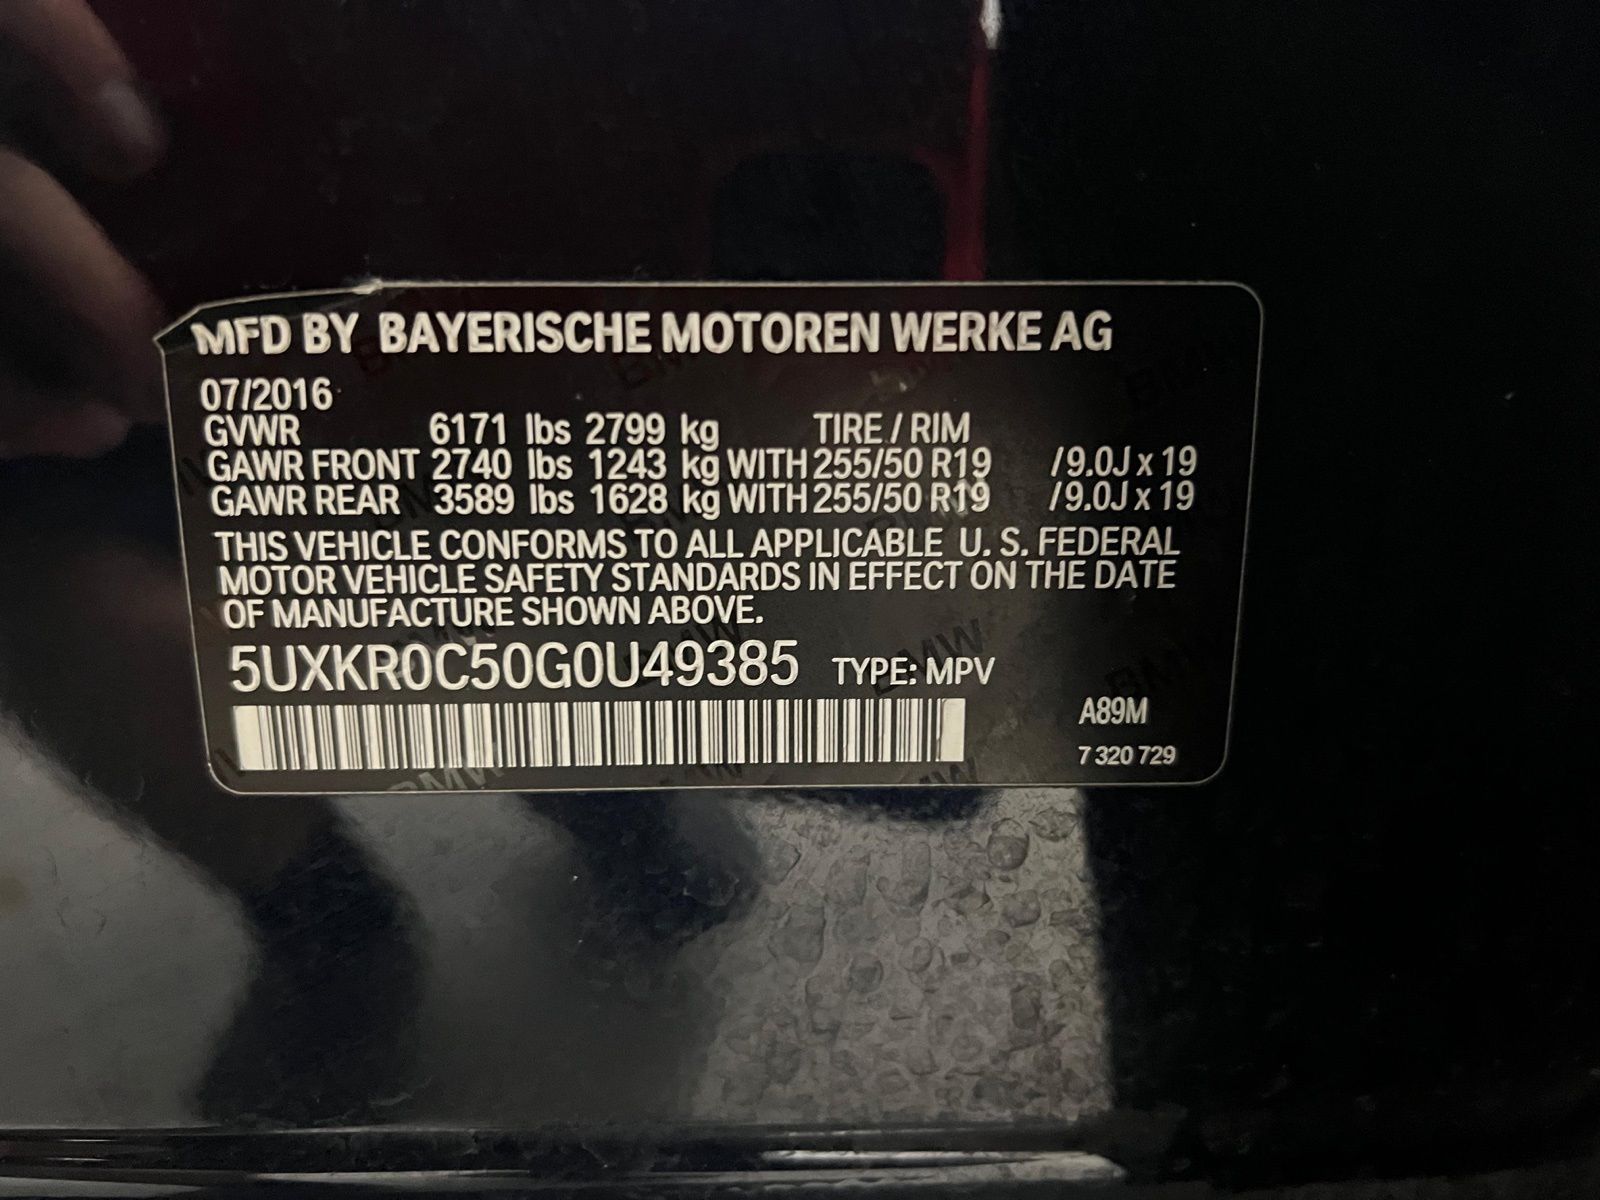 MFD BY BAYERISCHE MOTOREN WERKE AG
07/2016
GVWR 6171 lbs 2799 kg TIRE / RIM
GAWR FRONT 2740 lbs 1243 kg WITH 255/50 R19 /9.0J x 19
GAWR REAR 3589 lbs 1628 kg WITH 255/50 R19 /9.0J x 19
THIS VEHICLE CONFORMS TO ALL APPLICABLE U. S. FEDERAL
MOTOR VEHICLE SAFETY STANDARDS IN EFFECT ON THE DATE
OF MANUFACTURE SHOWN ABOVE.
5UXKR0C50G0U49385 TYPE: MPV
A89M
7 320 729